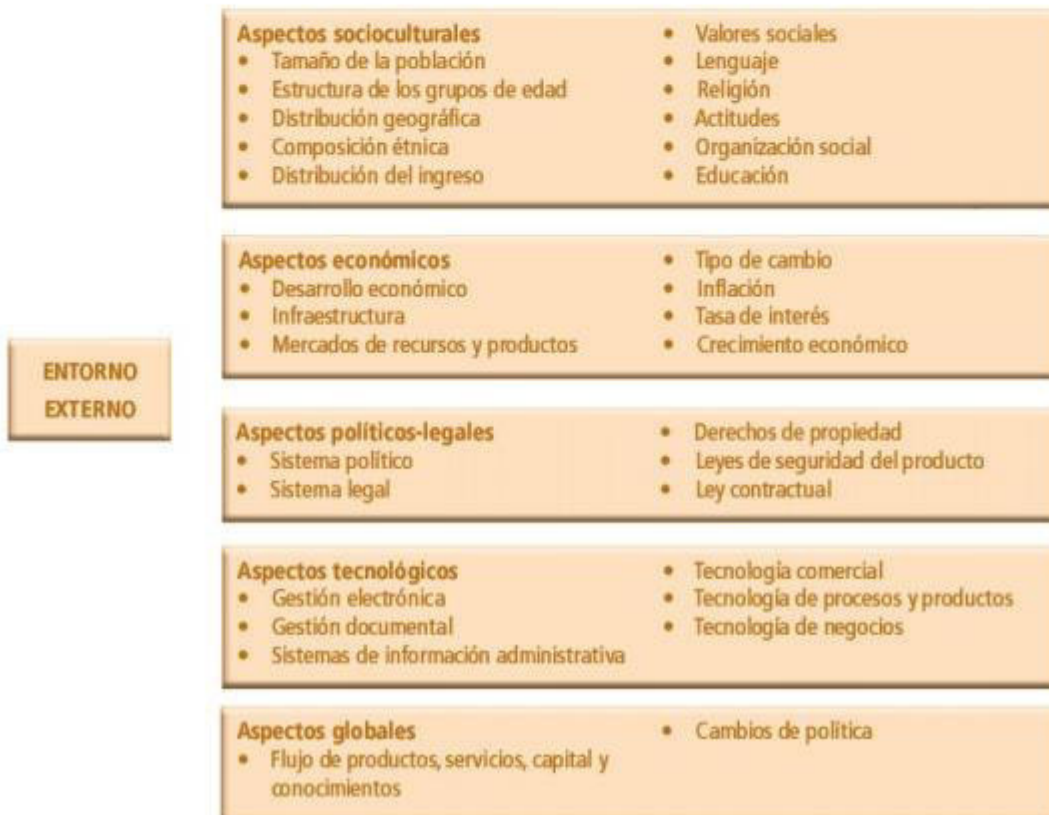 Aspectos socioculturales
• Tamaño de la población
• Estructura de los grupos de edad
• Distribución geográfica
• Composición étnica
• Distribución del ingreso
• Valores sociales
• Lenguaje
• Religión
• Actitudes
• Organización social
• Educación
Aspectos económicos
• Desarrollo económico
• Infraestructura
• Mercados de recursos y productos
• Tipo de cambio
• Inflación
• Tasa de interés
• Crecimiento económico
ENTORNO
EXTERNO
Aspectos políticos-legales
• Sistema político
• Sistema legal
• Derechos de propiedad
• Leyes de seguridad del producto
• Ley contractual
Aspectos tecnológicos
• Gestión electrónica
• Gestión documental
• Sistemas de información administrativa
• Tecnología comercial
• Tecnología de procesos y productos
• Tecnología de negocios
Aspectos globales
• Flujo de productos, servicios, capital y
conocimientos
• Cambios de política